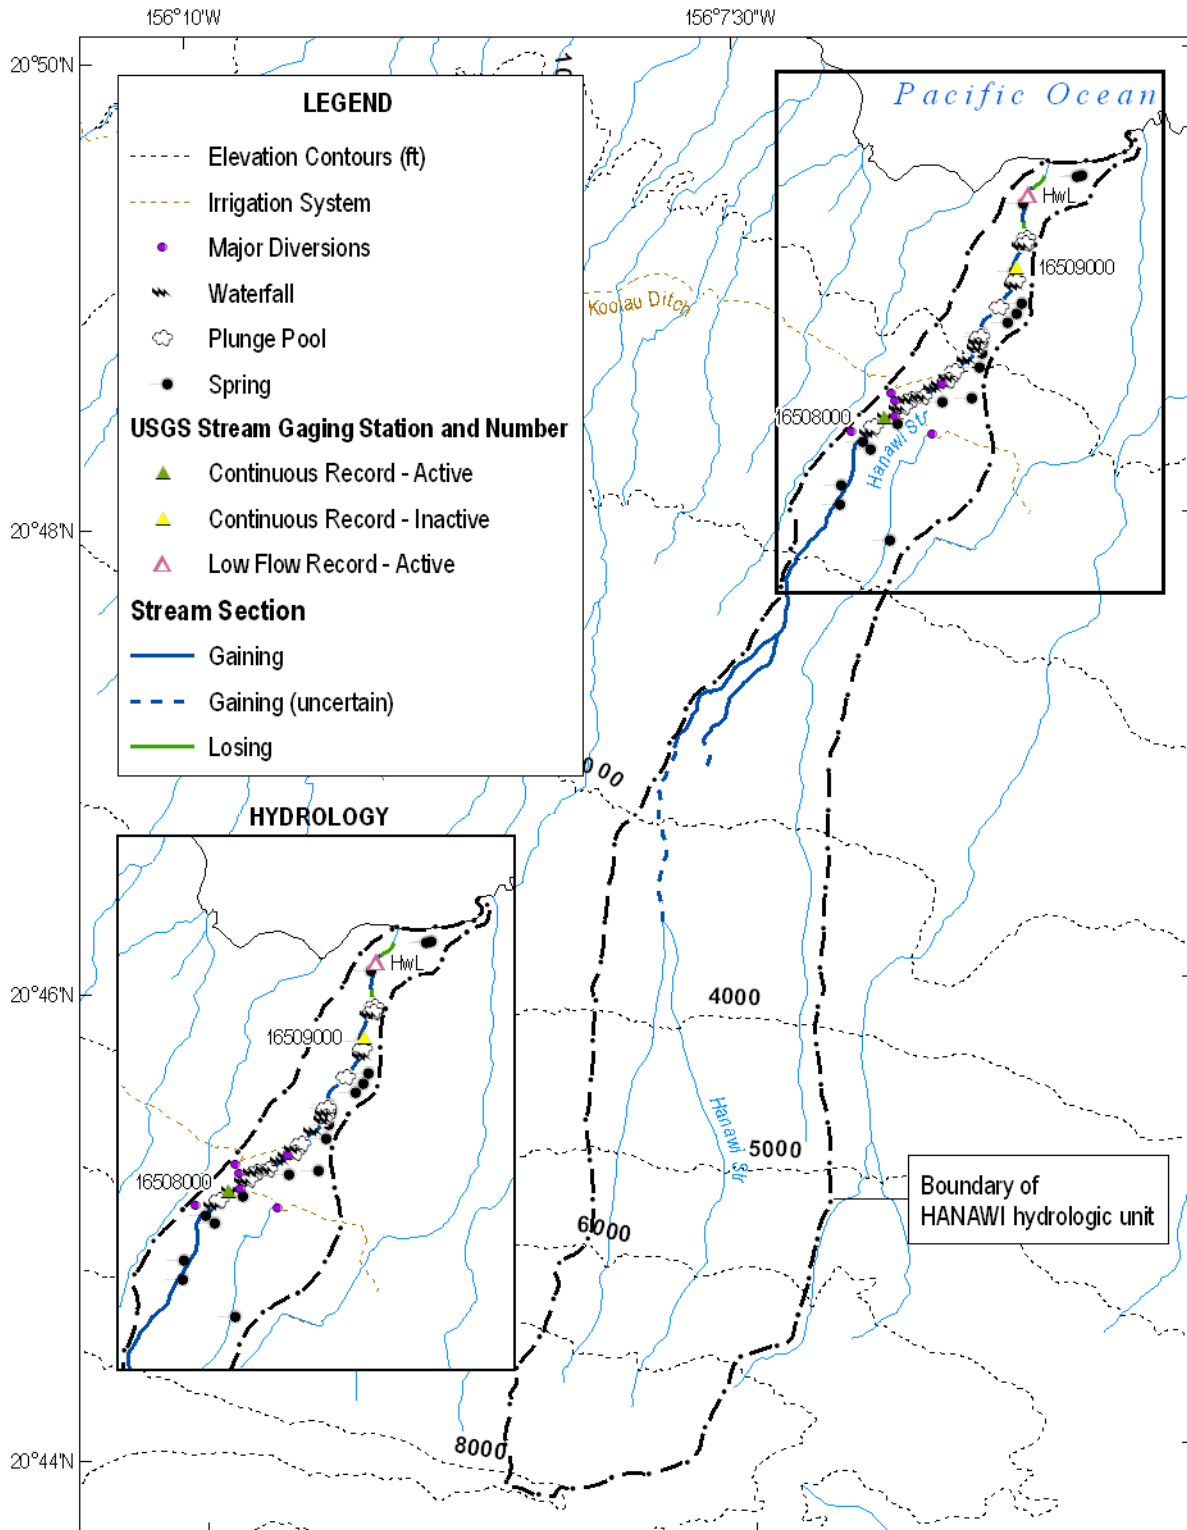 156°10'W
156°7'30"W
20°50'N
20°48'N
20°46'N
20°44'N
LEGEND
Elevation Contours (ft)
Irrigation System
Major Diversions
Waterfall
Plunge Pool
Spring
USGS Stream Gaging Station and Number
Continuous Record - Active
Continuous Record - Inactive
Low Flow Record - Active
Stream Section
Gaining
Gaining (uncertain)
Losing
Pacific Ocean
HwL
16509000
Koolau Ditch
16508000
Hanawi Str
HYDROLOGY
HwL
16509000
16508000
4000
Hanawi Str
5000
6000
8000
Boundary of
HANAWI hydrologic unit